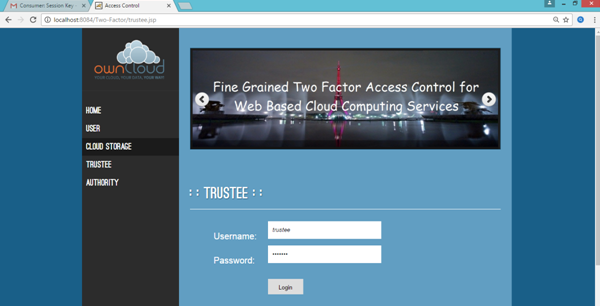 Consumer Session Key
Access Control
localhost:8084/Two-Factor/trustee.jsp
ownCloud
YOUR CLOUD, YOUR DATA, YOUR WAY!
Fine Grained Two Factor Access Control for
Web Based Cloud Computing Services
HOME
USER
CLOUD STORAGE
TRUSTEE
AUTHORITY
: : TRUSTEE : :
Username: trustee
Password: •••••••
Login